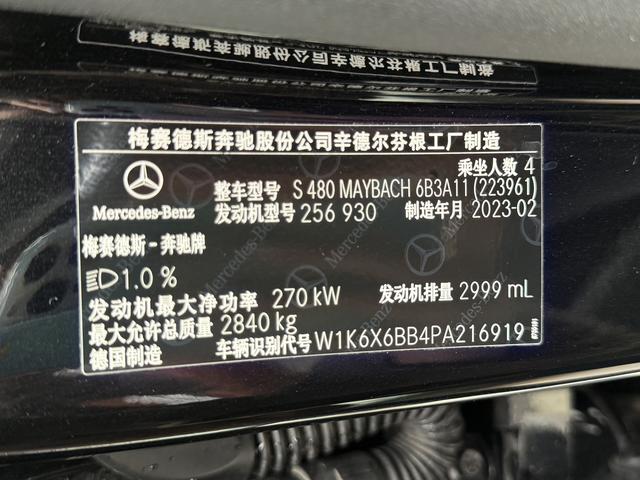 梅赛德斯奔驰股份公司辛德尔芬根工厂制造
乘坐人数 4
整车型号 S 480 MAYBACH 6B3A11 (223961)
Mercedes-Benz
发动机型号 256 930 制造年月 2023-02
梅赛德斯 - 奔驰牌
1.0 %
发动机最大净功率 270 kW 发动机排量 2999 mL
最大允许总质量 2840 kg
德国制造 车辆识别代号 W1K6X6BB4PA216919